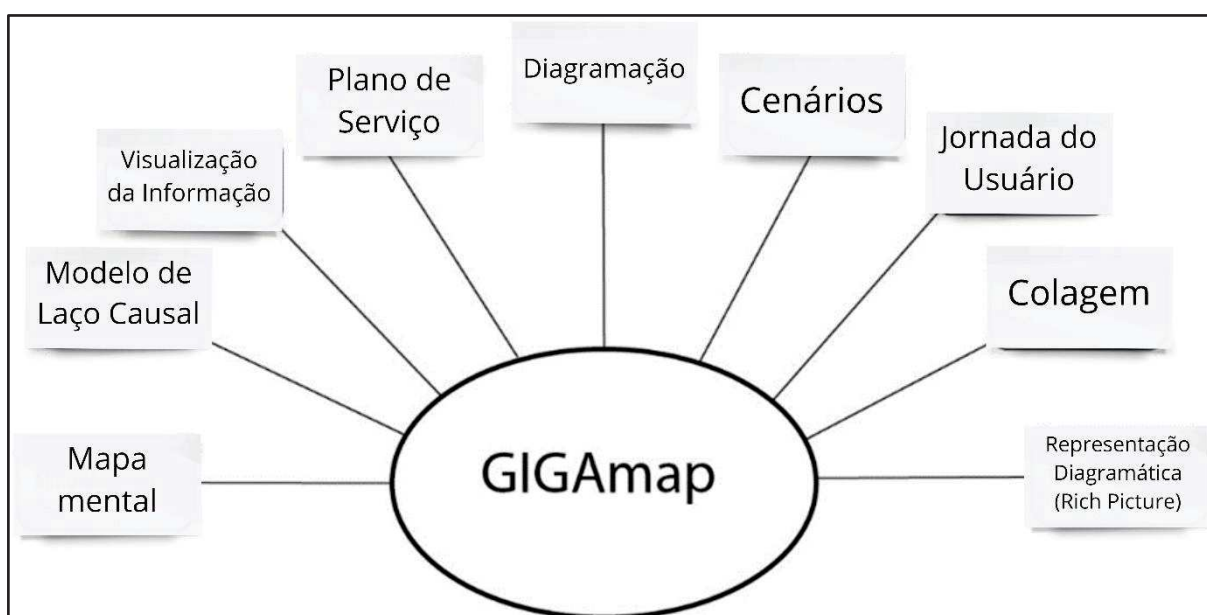 Diagramação
Plano de
Serviço
Cenários
Jornada do
Usuário
Visualização
da Informação
Modelo de
Laço Causal
Colagem
Mapa
mental
GIGAmap
Representação
Diagramática
(Rich Picture)